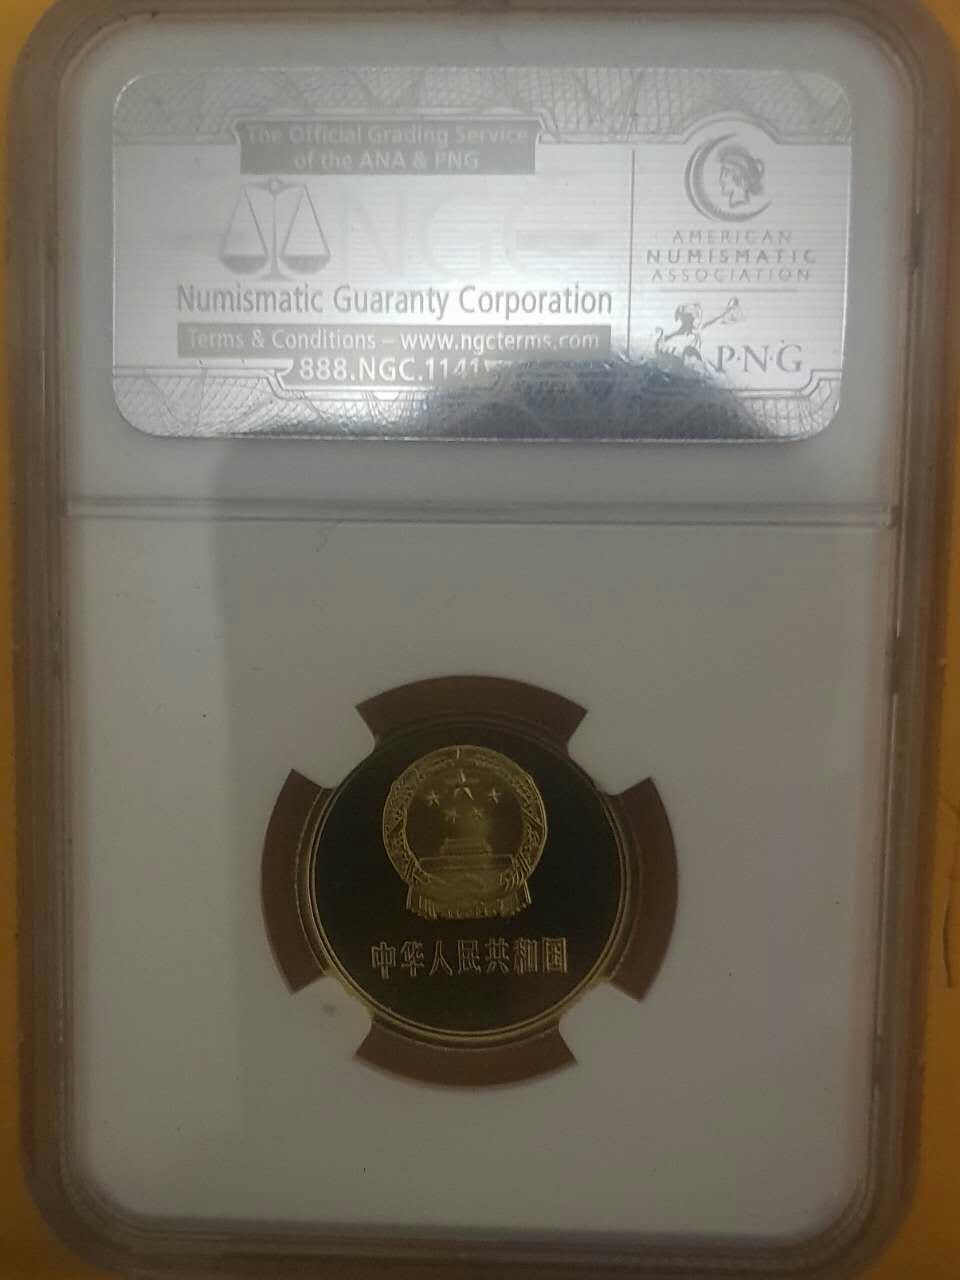 The Official Grading Service
of the ANA & PNG
NGC
Numismatic Guaranty Corporation
Terms & Conditions – www.ngcterms.com
888.NGC.1141
AMERICAN
NUMISMATIC
ASSOCIATION
P·N·G
中华人民共和国